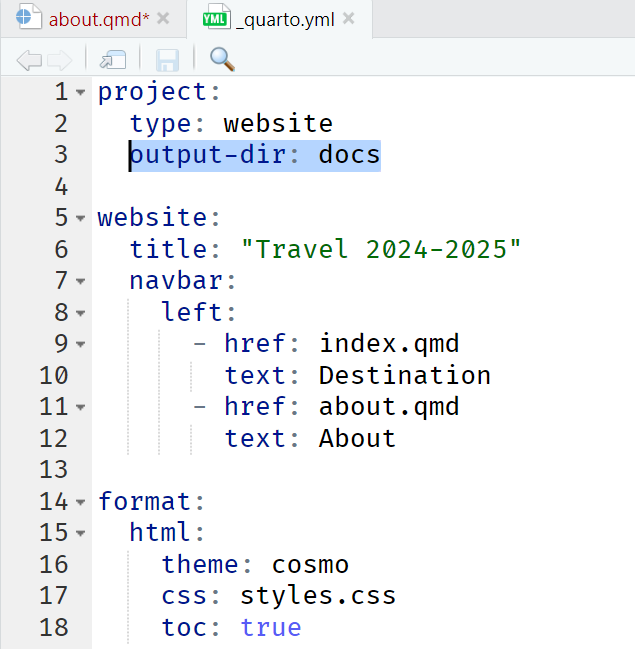 about.qmd* × YML _quarto.yml ×
1 project:
2   type: website
3   output-dir: docs
4
5 website:
6   title: "Travel 2024-2025"
7   navbar:
8     left:
9       - href: index.qmd
10         text: Destination
11       - href: about.qmd
12         text: About
13
14 format:
15   html:
16     theme: cosmo
17     css: styles.css
18     toc: true